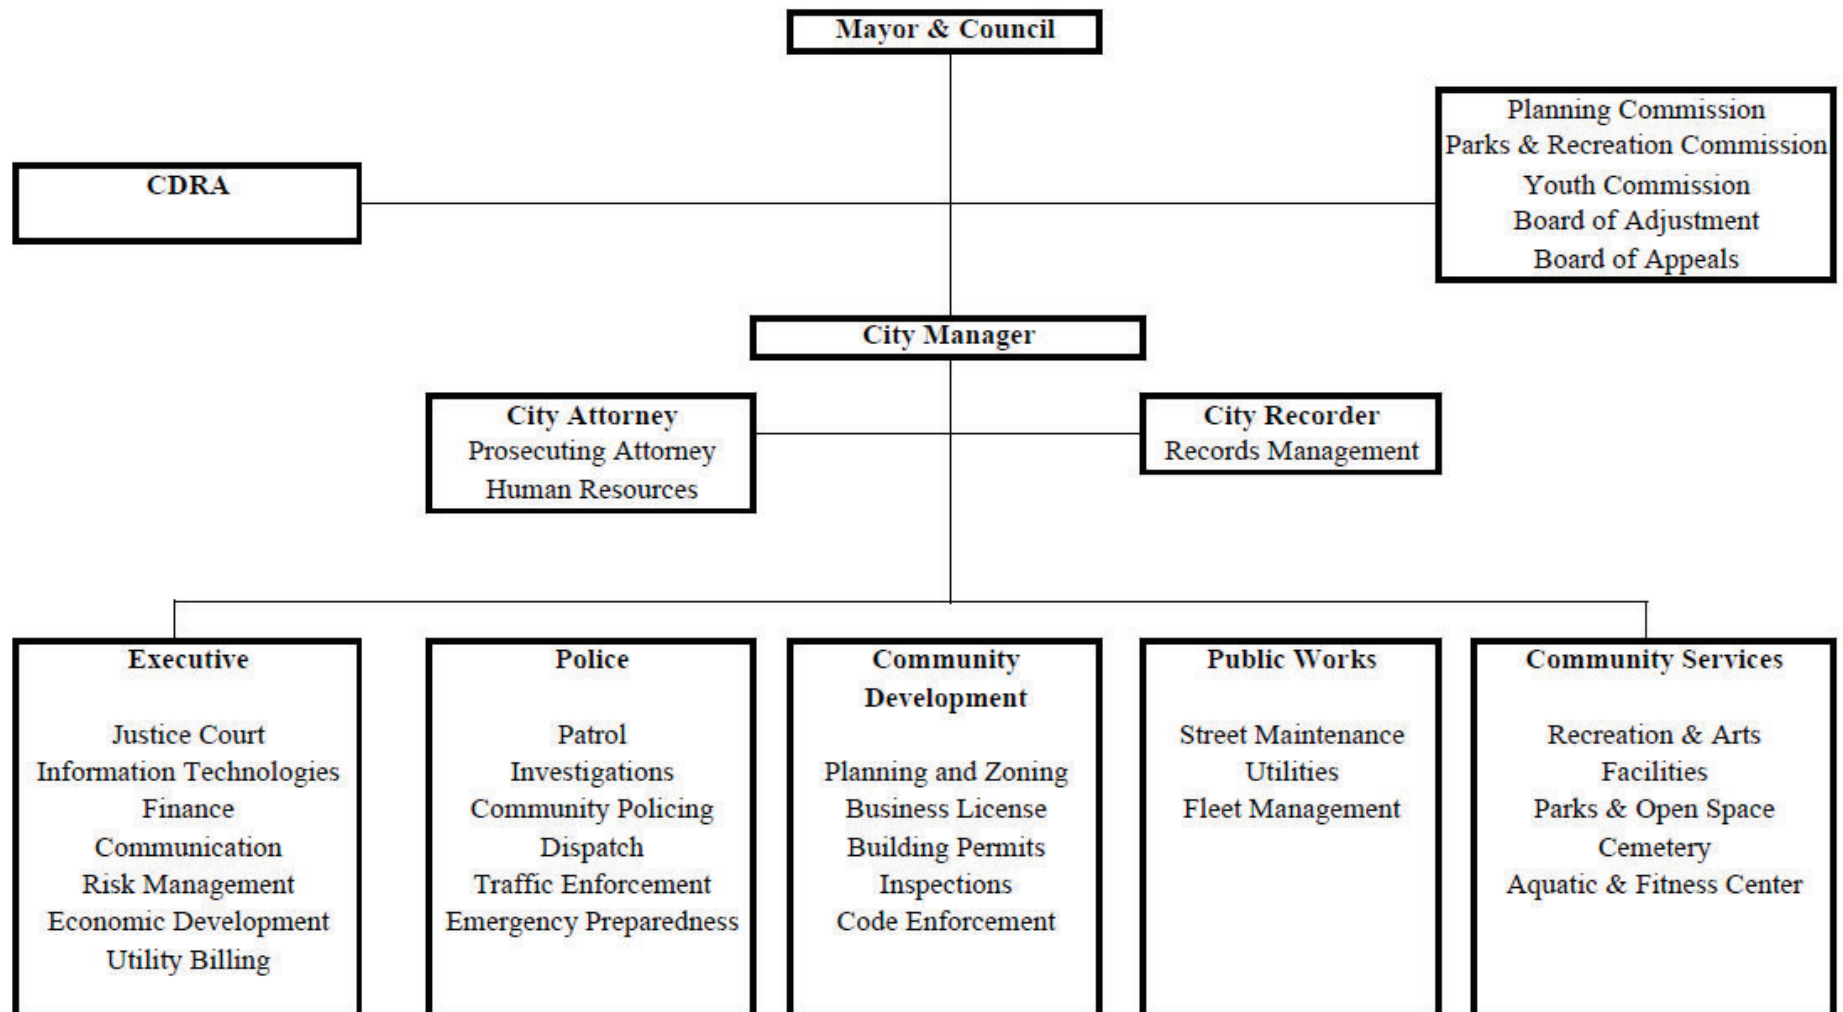 Mayor & Council
Planning Commission
Parks & Recreation Commission
Youth Commission
Board of Adjustment
Board of Appeals
CDRA
City Manager
City Attorney
Prosecuting Attorney
Human Resources
City Recorder
Records Management
Executive
Justice Court
Information Technologies
Finance
Communication
Risk Management
Economic Development
Utility Billing
Police
Patrol
Investigations
Community Policing
Dispatch
Traffic Enforcement
Emergency Preparedness
Community
Development
Planning and Zoning
Business License
Building Permits
Inspections
Code Enforcement
Public Works
Street Maintenance
Utilities
Fleet Management
Community Services
Recreation & Arts
Facilities
Parks & Open Space
Cemetery
Aquatic & Fitness Center